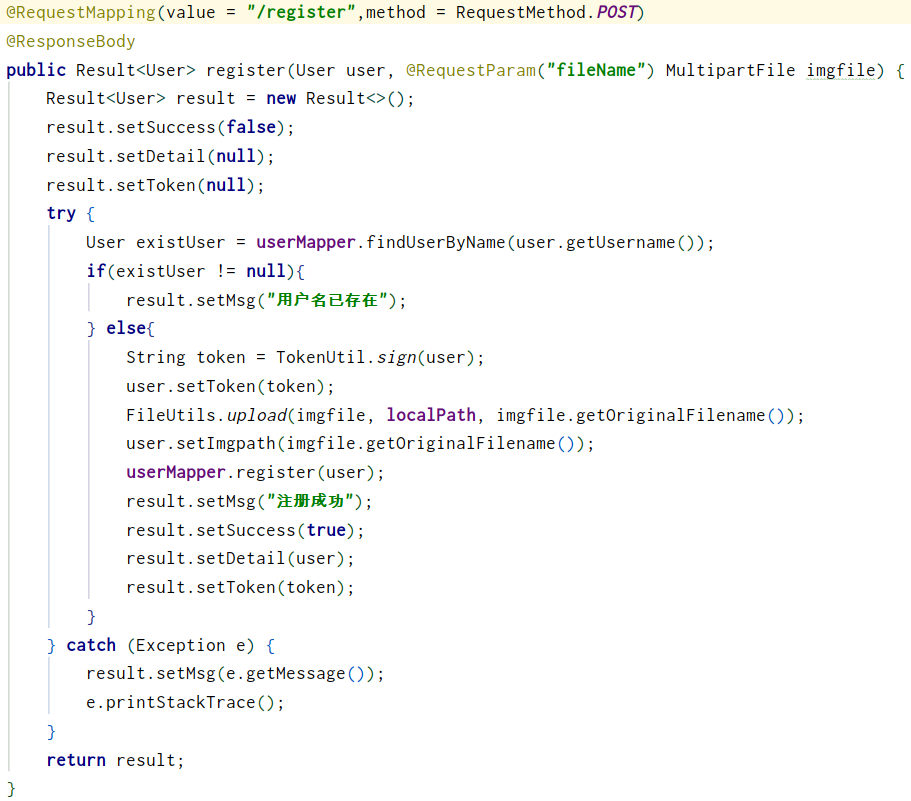 @RequestMapping(value = "/register",method = RequestMethod.POST)
@ResponseBody
public Result<User> register(User user, @RequestParam("fileName") MultipartFile imgfile) {
Result<User> result = new Result<>();
result.setSuccess(false);
result.setDetail(null);
result.setToken(null);
try {
User existUser = userMapper.findUserByName(user.getUsername());
if(existUser != null){
result.setMsg("用户名已存在");
} else{
String token = TokenUtil.sign(user);
user.setToken(token);
FileUtils.upload(imgfile, localPath, imgfile.getOriginalFilename());
user.setImgpath(imgfile.getOriginalFilename());
userMapper.register(user);
result.setMsg("注册成功");
result.setSuccess(true);
result.setDetail(user);
result.setToken(token);
}
} catch (Exception e) {
result.setMsg(e.getMessage());
e.printStackTrace();
}
return result;
}